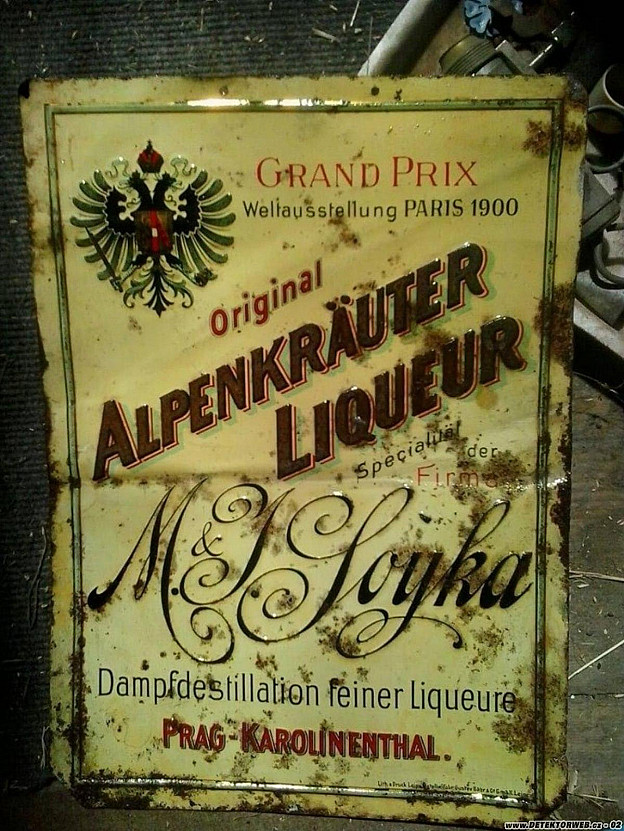 GRAND PRIX
Weltausstellung PARIS 1900
Original
ALPENKRÄUTER
LIQUEUR
Specialität der
Firma
M. & J. Soyka
Dampfdestillation feiner Liqueure
PRAG-KAROLINENTHAL.
www.DETEKTORWEB.cz - 02